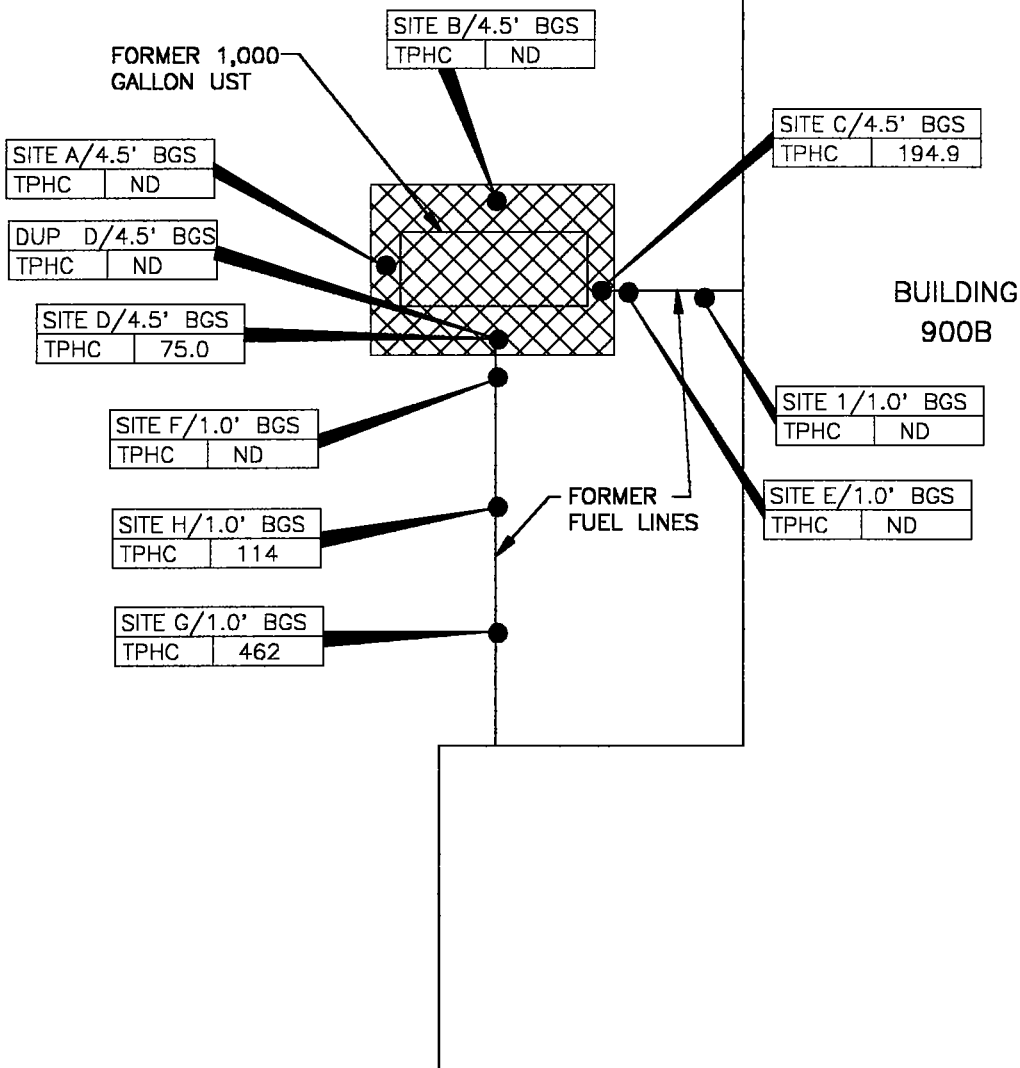 SITE B/4.5' BGS
TPHC ND
FORMER 1,000
GALLON UST
SITE C/4.5' BGS
TPHC 194.9
SITE A/4.5' BGS
TPHC ND
DUP D/4.5' BGS
TPHC ND
SITE D/4.5' BGS
TPHC 75.0
BUILDING
900B
SITE F/1.0' BGS
TPHC ND
SITE 1/1.0' BGS
TPHC ND
FORMER
FUEL LINES
SITE E/1.0' BGS
TPHC ND
SITE H/1.0' BGS
TPHC 114
SITE G/1.0' BGS
TPHC 462